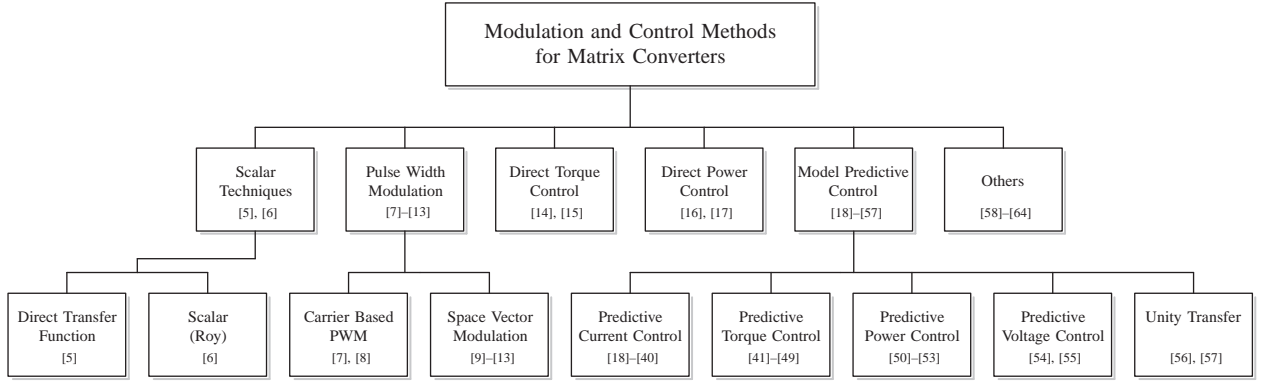 Modulation and Control Methods
for Matrix Converters
Scalar
Techniques
[5], [6]
Pulse Width
Modulation
[7]–[13]
Direct Torque
Control
[14], [15]
Direct Power
Control
[16], [17]
Model Predictive
Control
[18]–[57]
Others
[58]–[64]
Direct Transfer
Function
[5]
Scalar
(Roy)
[6]
Carrier Based
PWM
[7], [8]
Space Vector
Modulation
[9]–[13]
Predictive
Current Control
[18]–[40]
Predictive
Torque Control
[41]–[49]
Predictive
Power Control
[50]–[53]
Predictive
Voltage Control
[54], [55]
Unity Transfer
[56], [57]